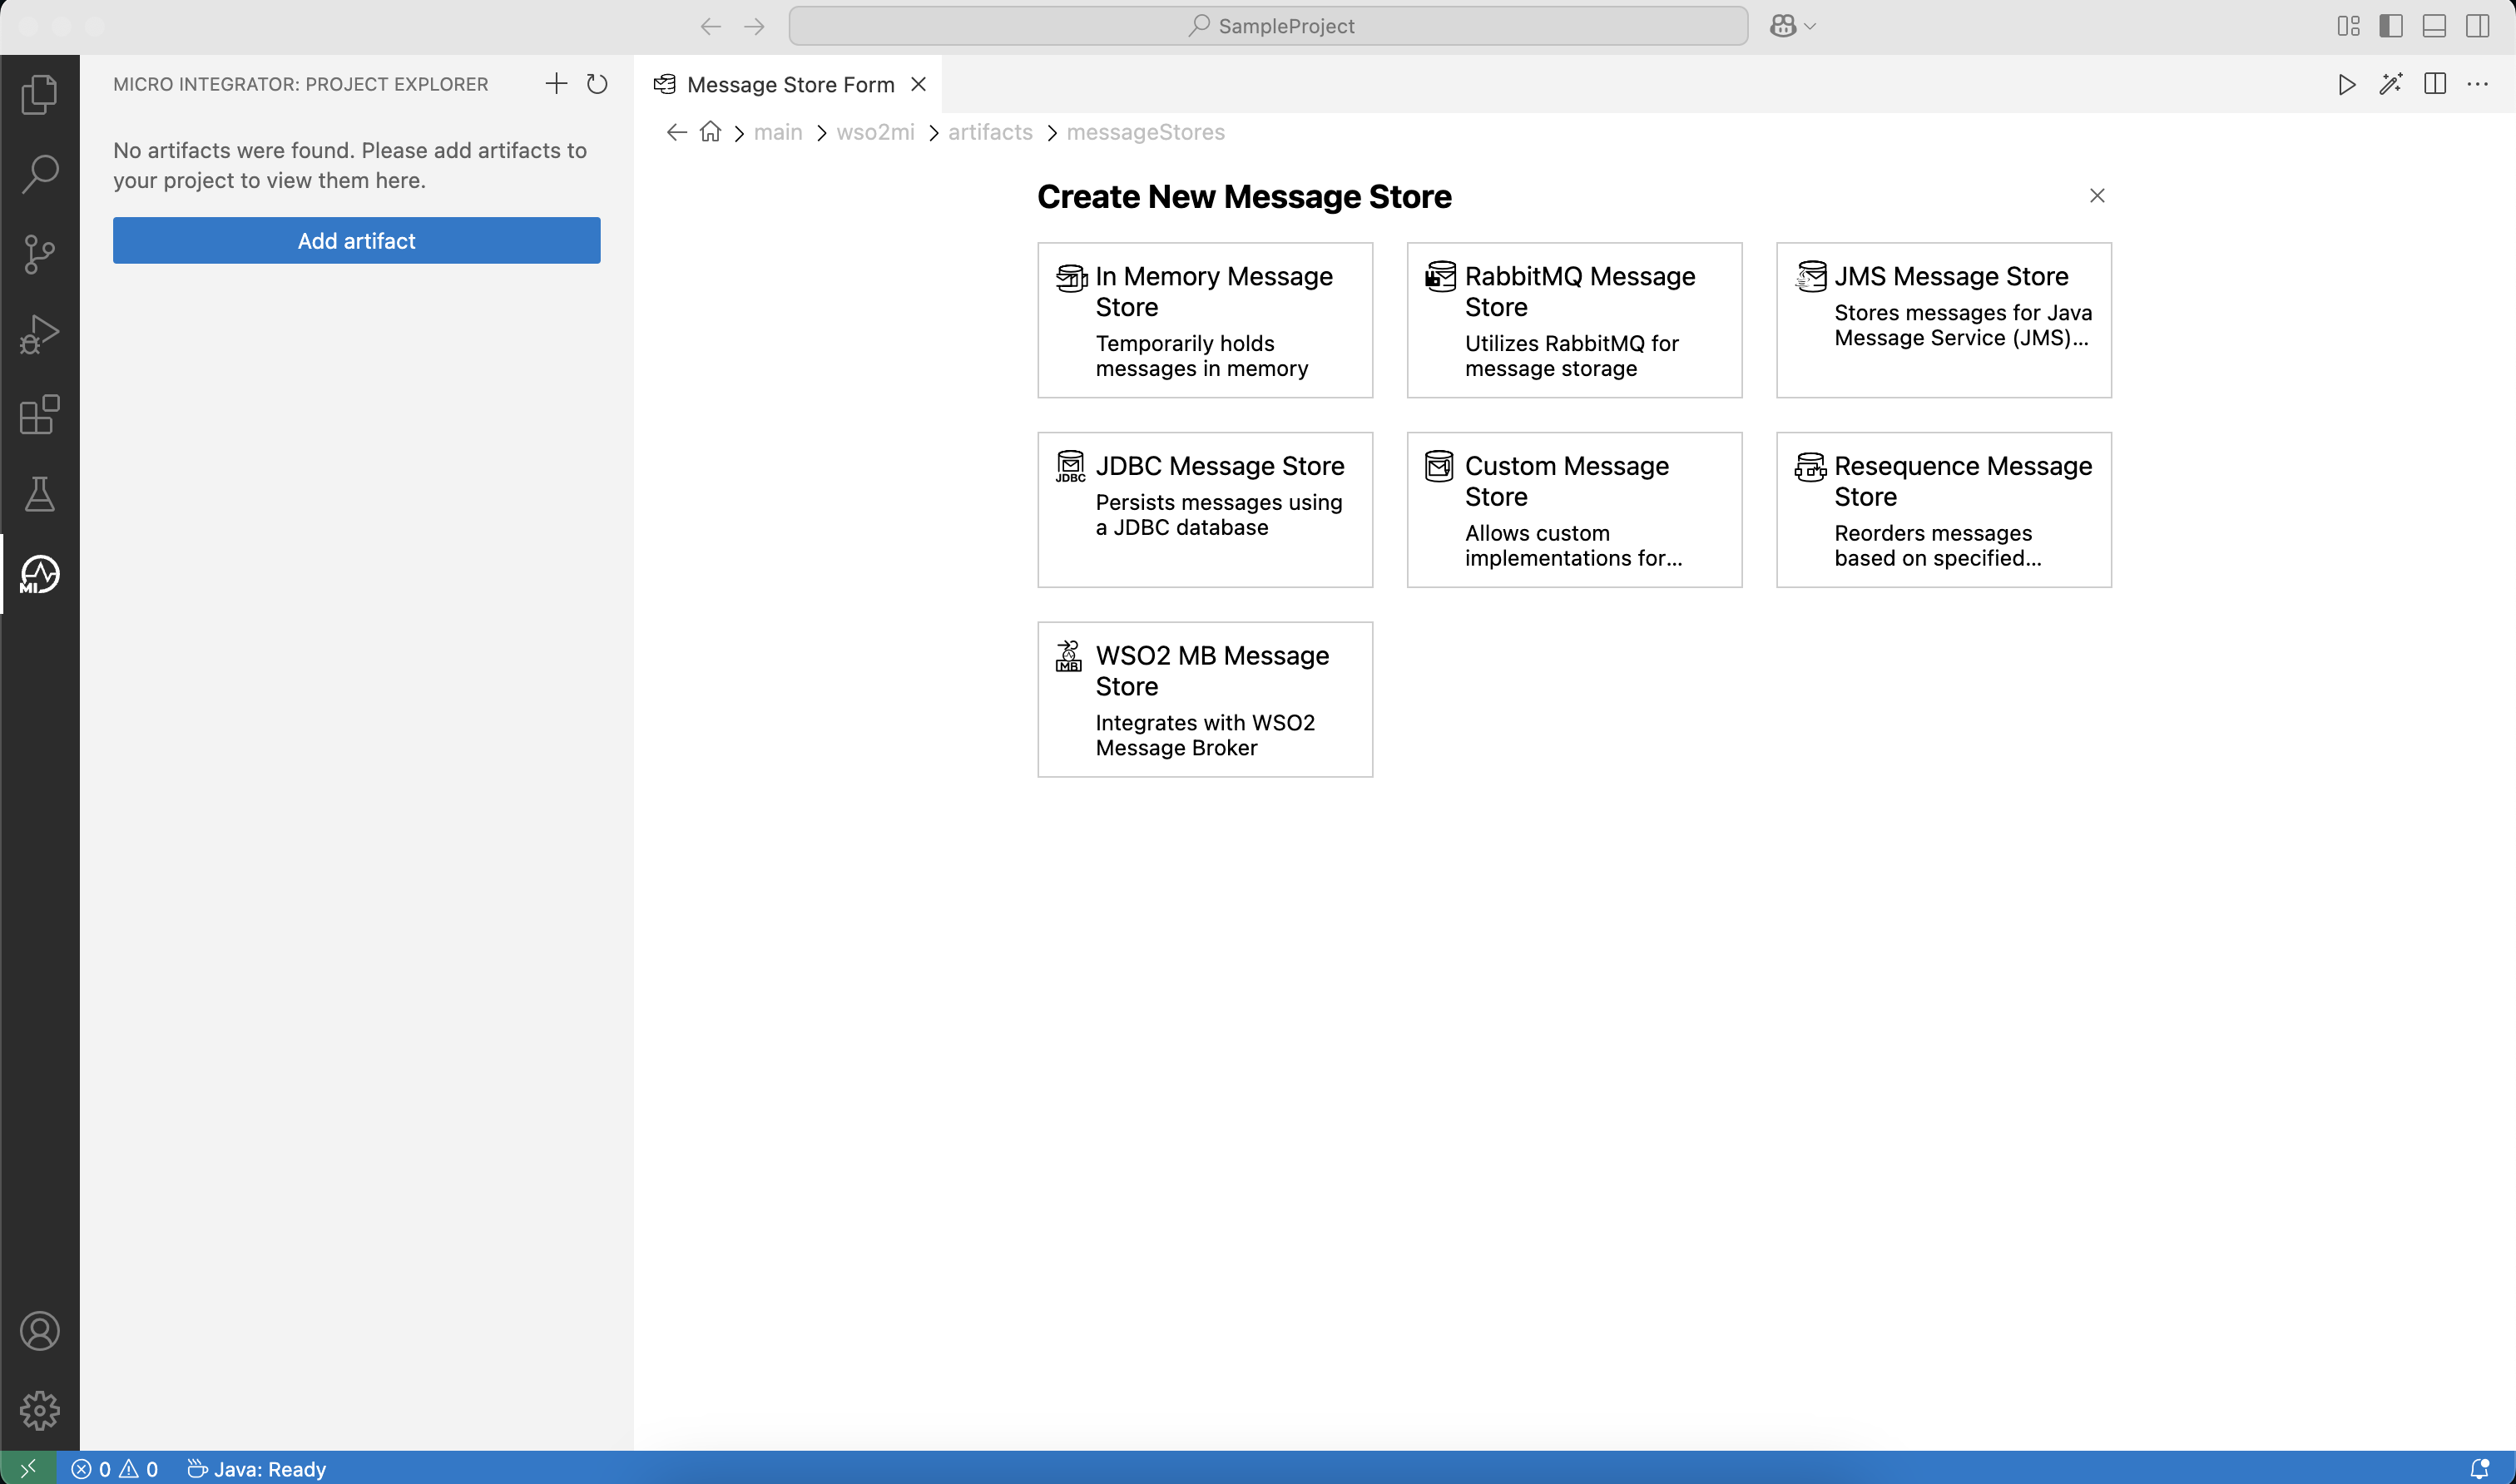 SampleProject
MICRO INTEGRATOR: PROJECT EXPLORER
No artifacts were found. Please add artifacts to
your project to view them here.
Add artifact
Message Store Form
main
wso2mi
artifacts
messageStores
Create New Message Store
In Memory Message
Store
Temporarily holds
messages in memory
RabbitMQ Message
Store
Utilizes RabbitMQ for
message storage
JMS Message Store
Stores messages for Java
Message Service (JMS)...
JDBC
JDBC Message Store
Persists messages using
a JDBC database
Custom Message
Store
Allows custom
implementations for...
Resequence Message
Store
Reorders messages
based on specified...
MB
WSO2 MB Message
Store
Integrates with WSO2
Message Broker
MI
0
0
Java: Ready